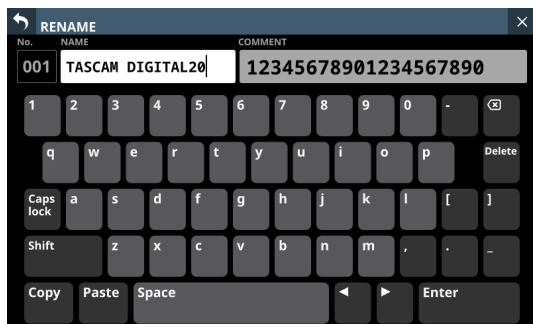 RENAME
No. NAME COMMENT
001 TASCAM DIGITAL20 12345678901234567890
1 2 3 4 5 6 7 8 9 0 -
q w e r t y u i o p Delete
Caps lock a s d f g h j k l [ ]
Shift z x c v b n m , . _
Copy Paste Space Enter